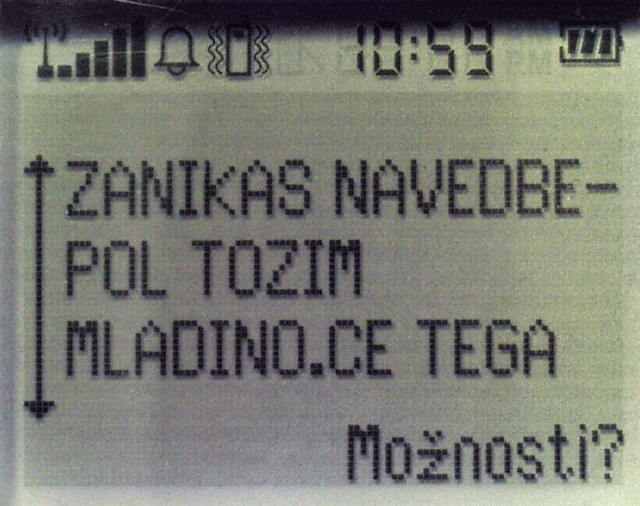 10:59
ZANIKAS NAVEDBE-
POL TOZIM
MLADINO.CE TEGA
Možnosti?